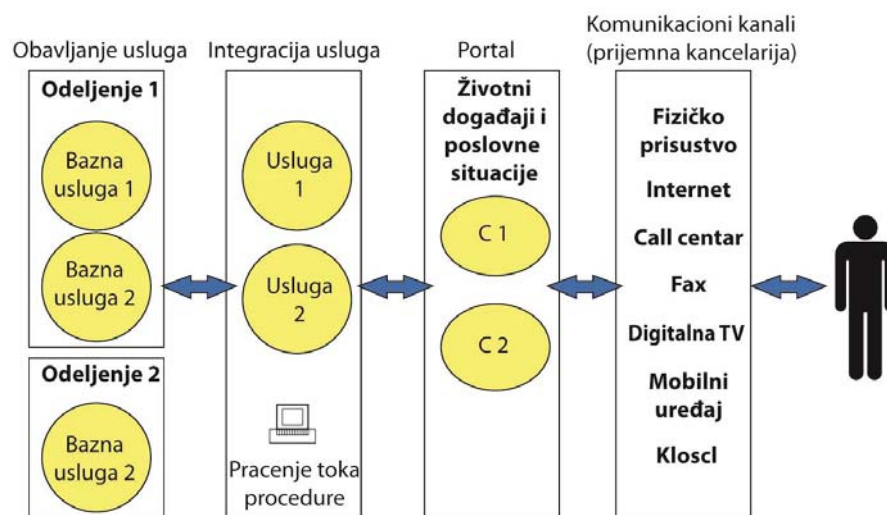 Obavljanje usluga
Odeljenje 1
Bazna
usluga 1
Bazna
usluga 2
Odeljenje 2
Bazna
usluga 2
Integracija usluga
Usluga
1
Usluga
2
Pracenje toka
procedure
Portal
Životni
događaji i
poslovne
situacije
C 1
C 2
Komunikacioni kanali
(prijemna kancelarija)
Fizičko
prisustvo
Internet
Call centar
Fax
Digitalna TV
Mobilni
uređaj
Kloscl